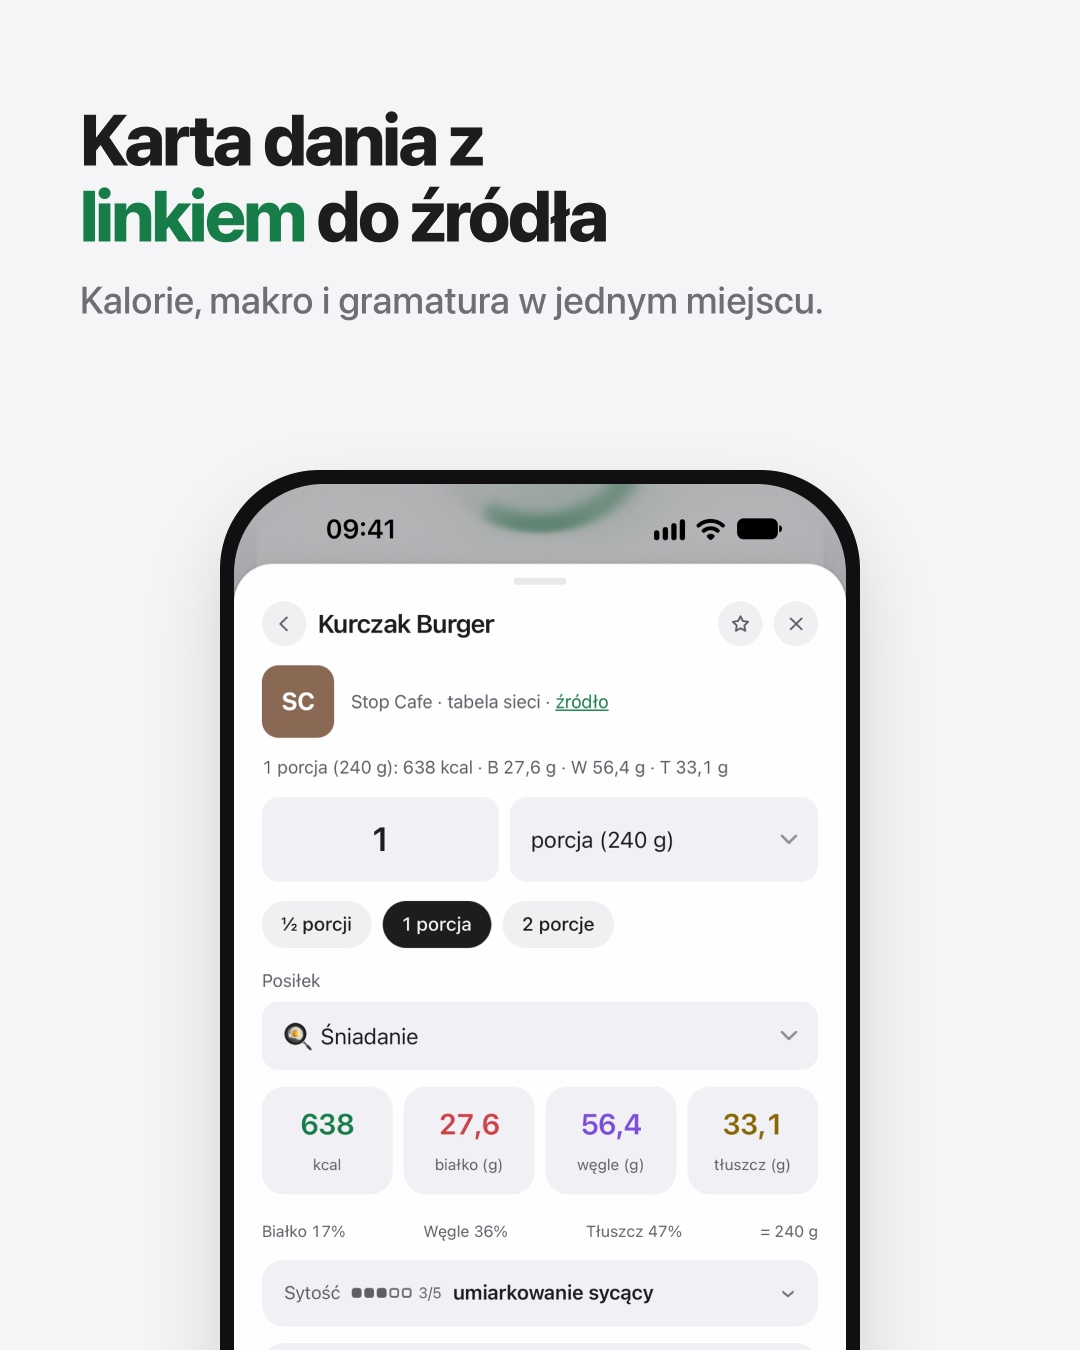 Karta dania z
linkiem do źródła
Kalorie, makro i gramatura w jednym miejscu.
09:41
Kurczak Burger
SC
Stop Cafe · tabela sieci · źródło
1 porcja (240 g): 638 kcal · B 27,6 g · W 56,4 g · T 33,1 g
1
porcja (240 g)
½ porcji
1 porcja
2 porcje
Posiłek
Śniadanie
638
kcal
27,6
białko (g)
56,4
węgle (g)
33,1
tłuszcz (g)
Białko 17%
Węgle 36%
Tłuszcz 47%
= 240 g
Sytość 3/5 umiarkowanie sycący